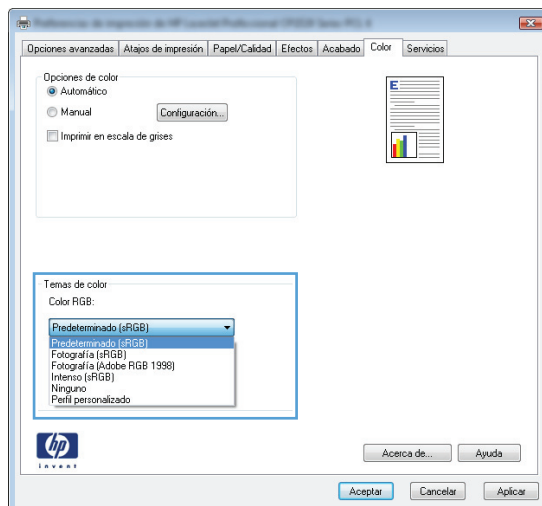 Opciones avanzadas Atajos de impresión Papel/Calidad Efectos Acabado Color Servicios
Opciones de color
Automático
Manual Configuración...
Imprimir en escala de grises
E
Temas de color
Color RGB:
Predeterminado (sRGB)
Predeterminado (sRGB)
Fotografía (sRGB)
Fotografía (Adobe RGB 1998)
Intenso (sRGB)
Ninguno
Perfil personalizado
hp
invent
Acerca de... Ayuda
Aceptar Cancelar Aplicar